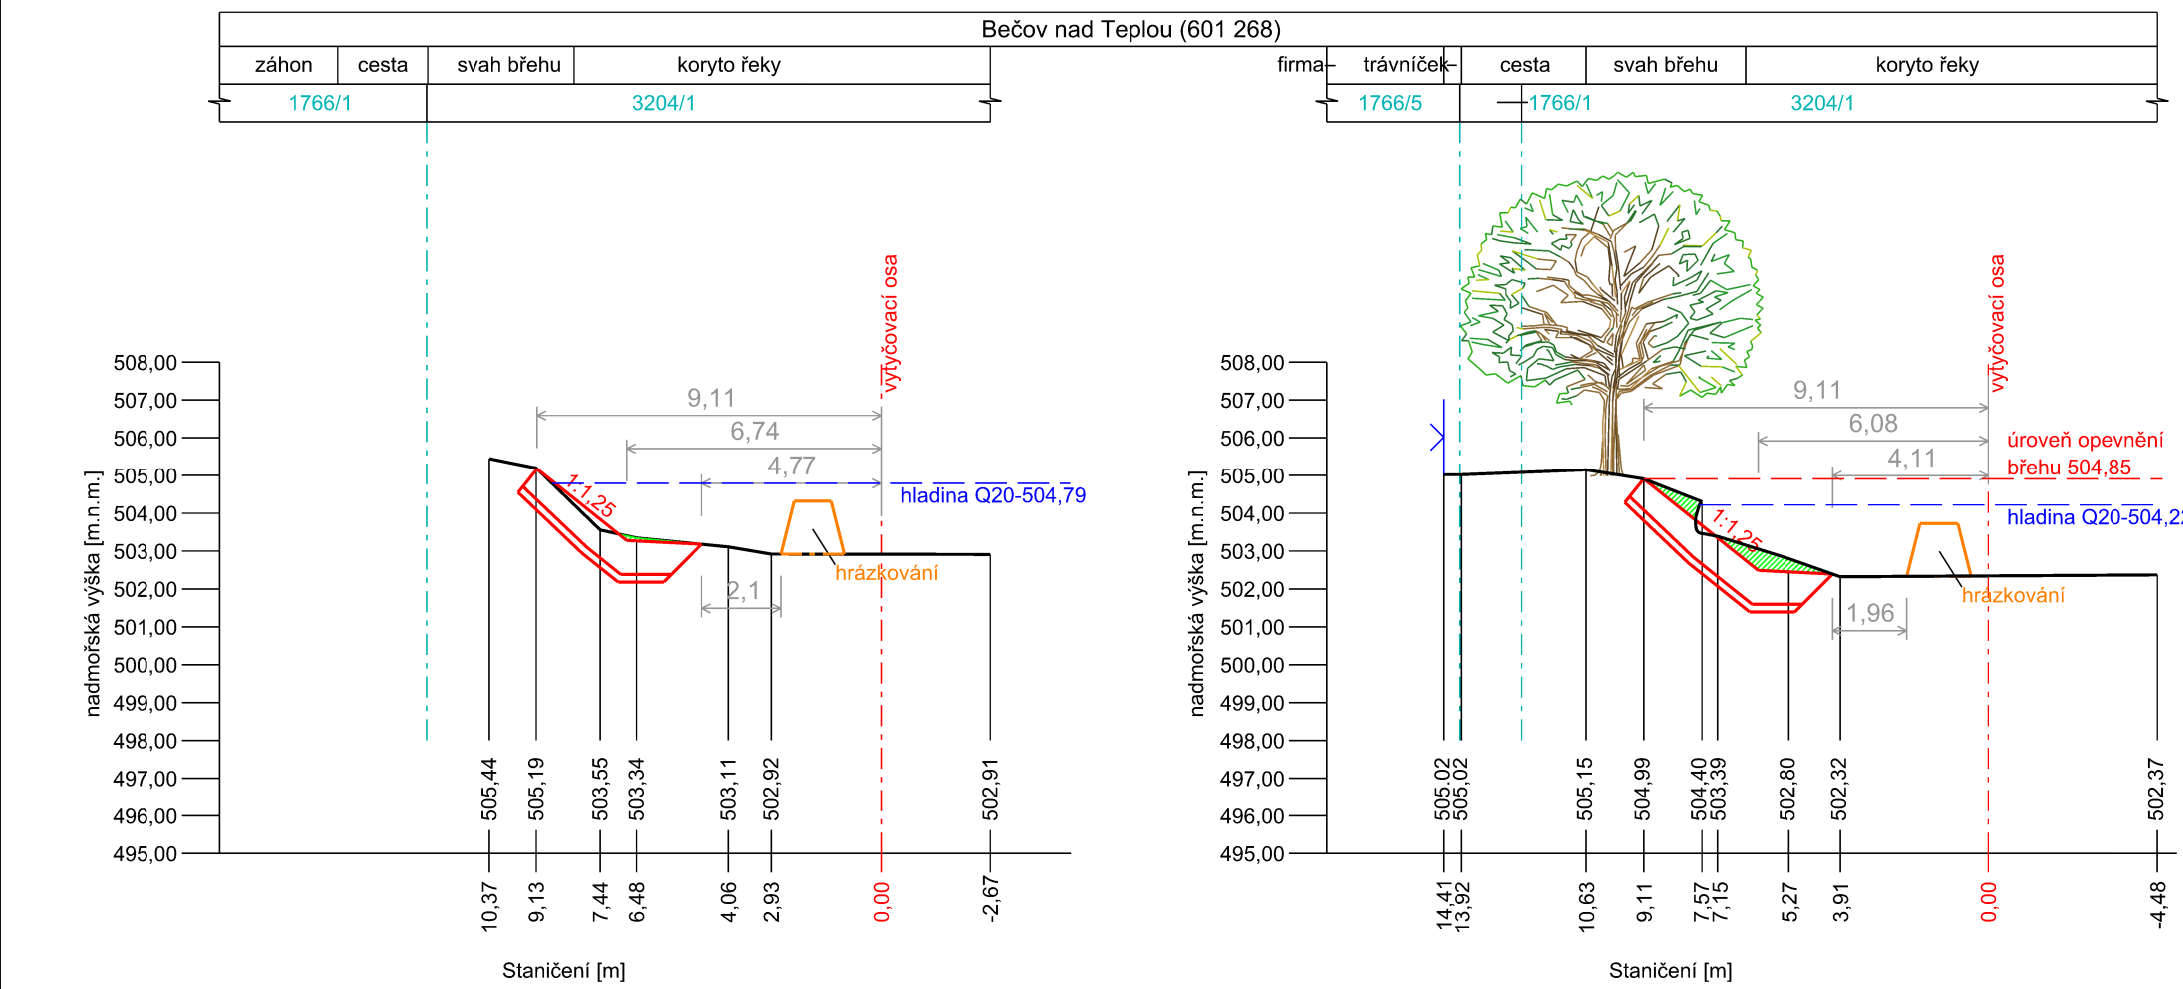 Bečov nad Teplou (601 268)
záhon cesta svah břehu koryto řeky
1766/1 3204/1
firma trávníček cesta svah břehu koryto řeky
1766/5 1766/1 3204/1
vytyčovací osa
508,00
507,00
506,00
505,00
504,00
503,00
502,00
501,00
500,00
499,00
498,00
497,00
496,00
495,00
nadmořská výška [m.n.m.]
9,11
6,74
4,77
1:1,25
hladina Q20-504,79
hrázkování
2,1
505,44 505,19 503,55 503,34 503,11 502,92 502,91
10,37 9,13 7,44 6,48 4,06 2,93 0,00 -2,67
Staničení [m]
vytyčovací osa
508,00
507,00
506,00
505,00
504,00
503,00
502,00
501,00
500,00
499,00
498,00
497,00
496,00
495,00
nadmořská výška [m.n.m.]
9,11
6,08
4,11
úroveň opevnění
břehu 504,85
1:1,25
hladina Q20-504,22
hrázkování
1,96
505,02 505,02 505,15 504,99 504,40 503,39 502,80 502,32 502,37
14,41 13,92 10,63 9,11 7,57 7,15 5,27 3,91 0,00 -4,48
Staničení [m]